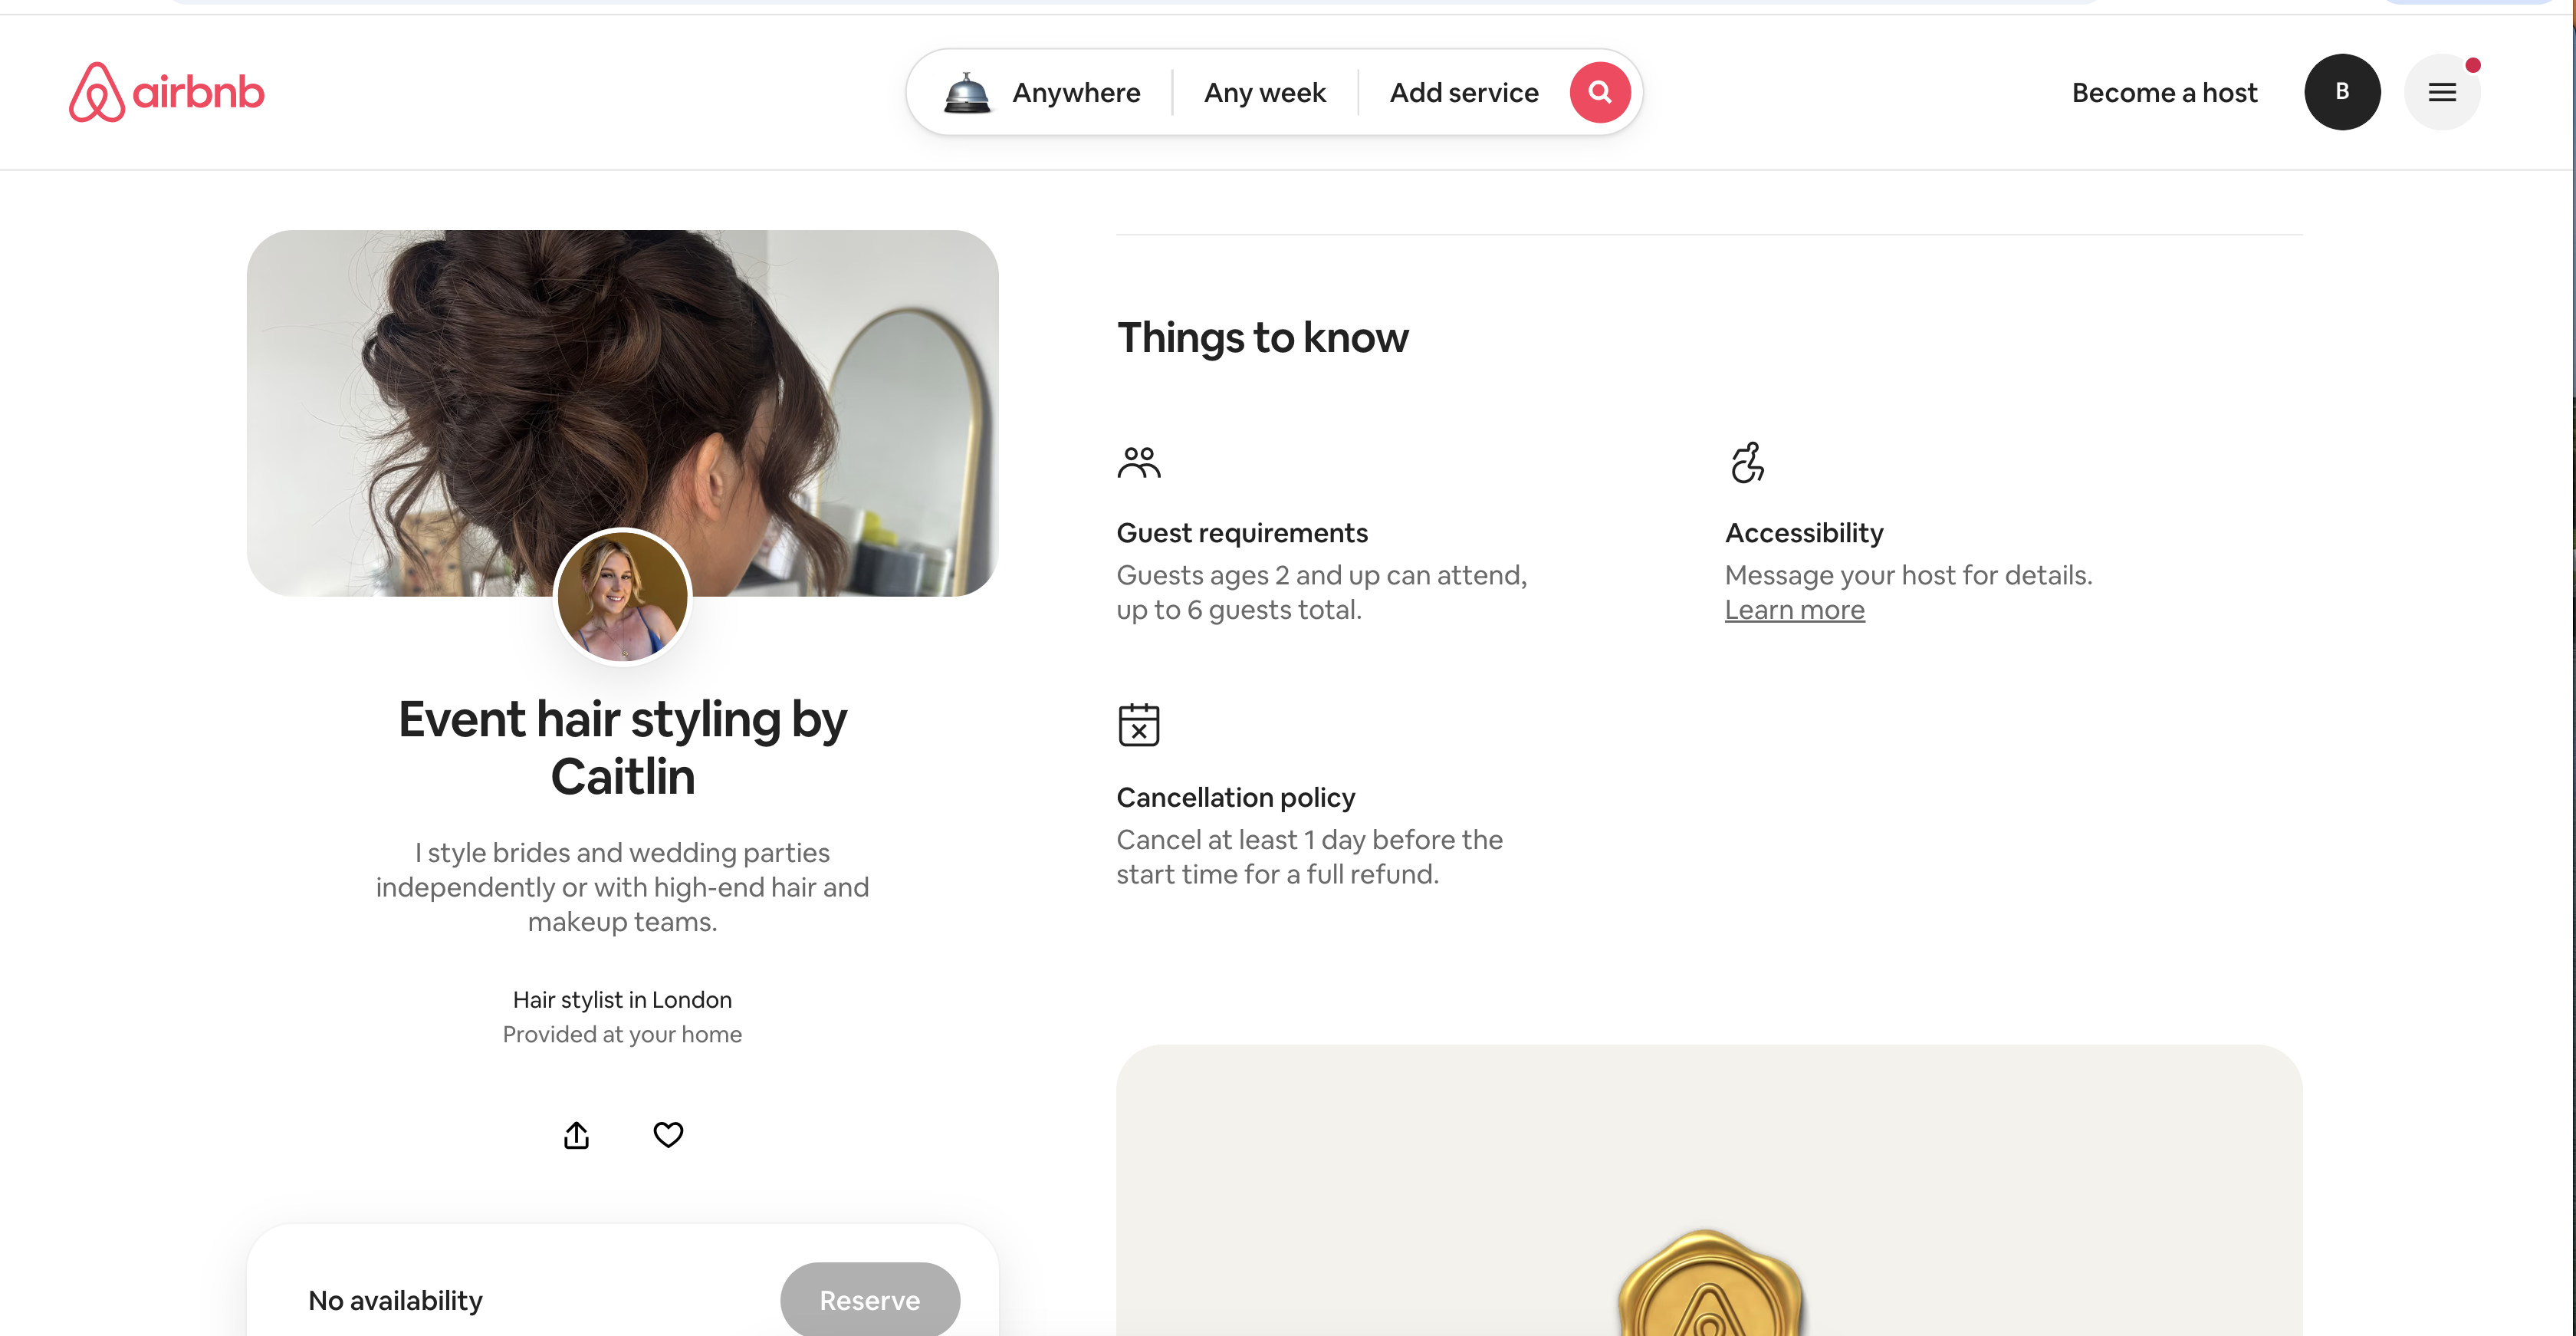 airbnb
Anywhere
Any week
Add service
Become a host
B
Event hair styling by
Caitlin
I style brides and wedding parties
independently or with high-end hair and
makeup teams.
Hair stylist in London
Provided at your home
No availability
Reserve
Things to know
Guest requirements
Guests ages 2 and up can attend,
up to 6 guests total.
Accessibility
Message your host for details.
Learn more
Cancellation policy
Cancel at least 1 day before the
start time for a full refund.